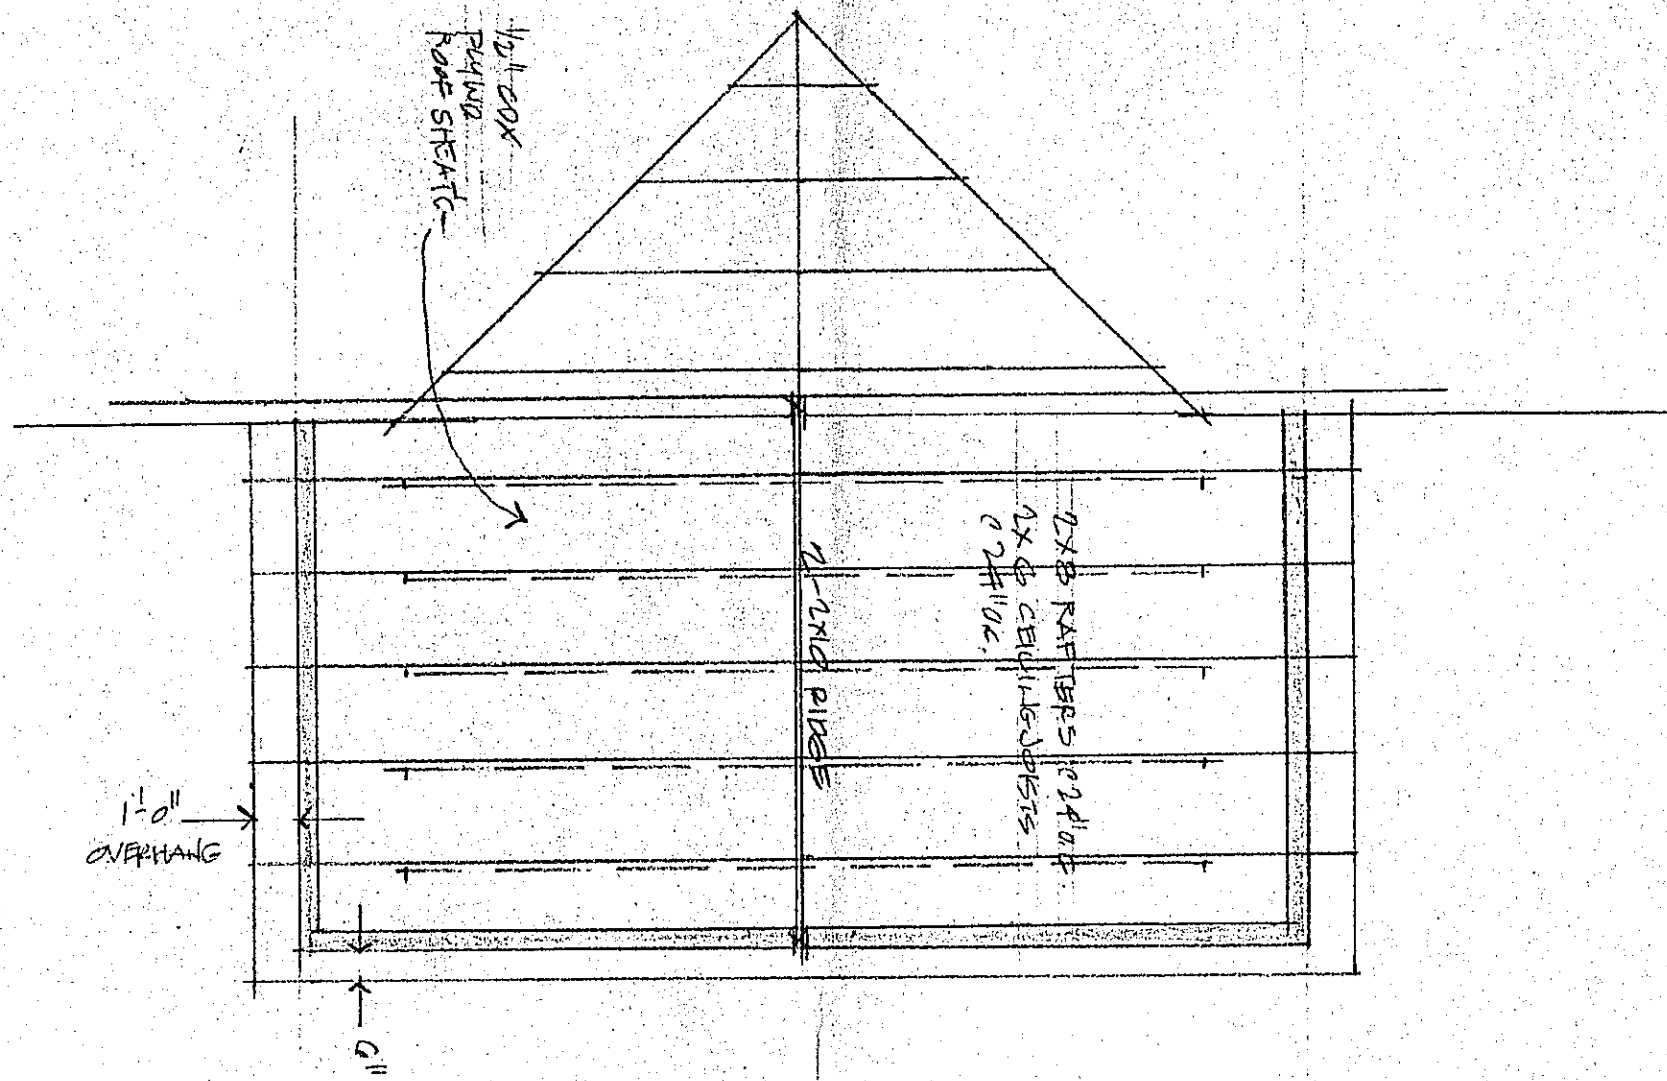 1/2" CDX
PLYWD
ROOF SHEAT'G
2-2X10 RIDGE
2X8 RAFTERS @ 24" O.C.
2X6 CEILING JOISTS
@ 24" O.C.
1'-0"
OVERHANG
6"